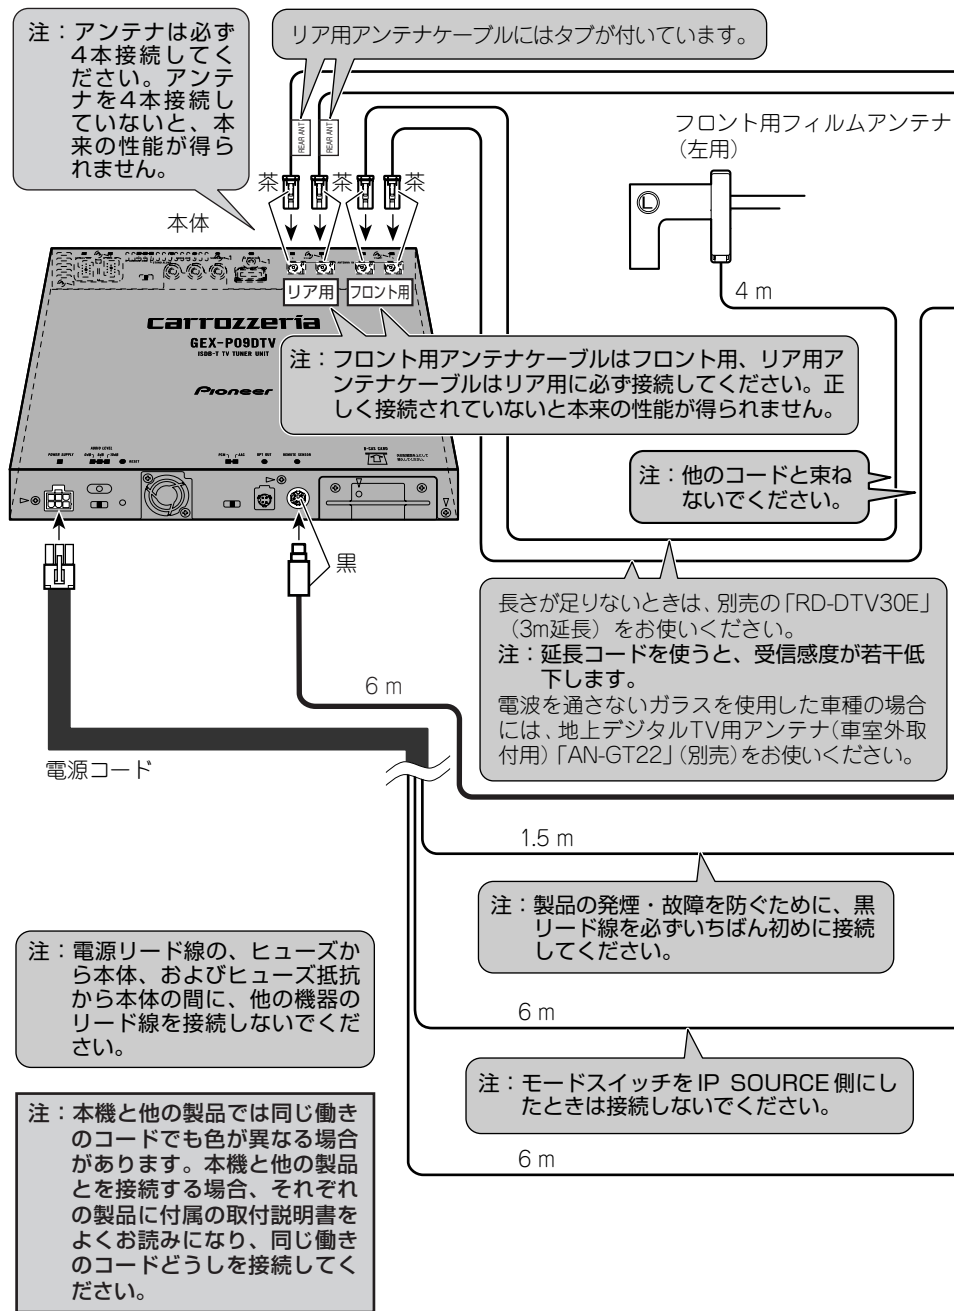 注：アンテナは必ず
4本接続してく
ださい。アンテ
ナを4本接続し
ていないと、本
来の性能が得ら
れません。
リア用アンテナケーブルにはタブが付いています。
REAR ANT
REAR ANT
フロント用フィルムアンテナ
（左用）
茶
茶
茶
本体
L
4 m
リア用
フロント用
carrozzeria
GEX-P09DTV
ISDB-T TV TUNER UNIT
Pioneer
注：フロント用アンテナケーブルはフロント用、リア用ア
ンテナケーブルはリア用に必ず接続してください。正
しく接続されていないと本来の性能が得られません。
POWER SUPPLY
AUDIO LEVEL
RESET
PCM
AAC
OPT OUT
REMOTE SENSOR
B-CAS CARD
注：他のコードと束ね
ないでください。
黒
長さが足りないときは、別売の「RD-DTV30E」
（3m延長）をお使いください。
注：延長コードを使うと、受信感度が若干低
下します。
電波を通さないガラスを使用した車種の場合
には、地上デジタルTV用アンテナ（車室外取
付用）「AN-GT22」（別売）をお使いください。
6 m
電源コード
1.5 m
注：製品の発煙・故障を防ぐために、黒
リード線を必ずいちばん初めに接続
してください。
注：電源リード線の、ヒューズか
ら本体、およびヒューズ抵抗
から本体の間に、他の機器の
リード線を接続しないでくだ
さい。
6 m
注：モードスイッチをIP SOURCE側にし
たときは接続しないでください。
6 m
注：本機と他の製品では同じ働き
のコードでも色が異なる場合
があります。本機と他の製品
とを接続する場合、それぞれ
の製品に付属の取付説明書を
よくお読みになり、同じ働き
のコードどうしを接続してく
ださい。